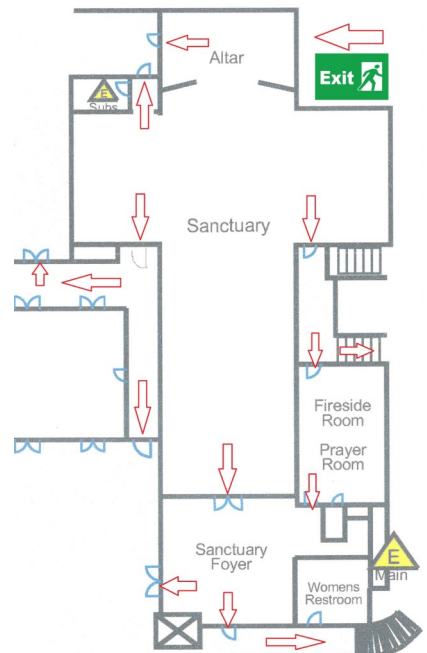 Altar
Exit
E
Subs
Sanctuary
Fireside
Room
Prayer
Room
Sanctuary
Foyer
E
Main
Womens
Restroom